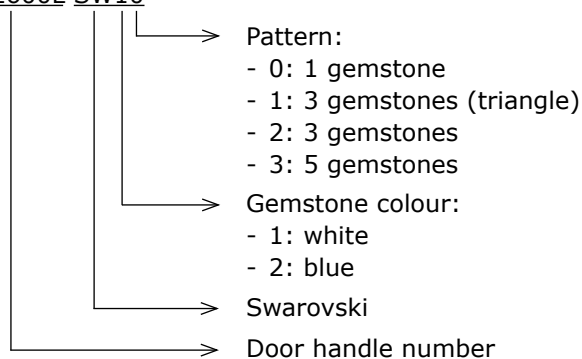 Pattern:
- 0: 1 gemstone
- 1: 3 gemstones (triangle)
- 2: 3 gemstones
- 3: 5 gemstones
Gemstone colour:
- 1: white
- 2: blue
Swarovski
Door handle number